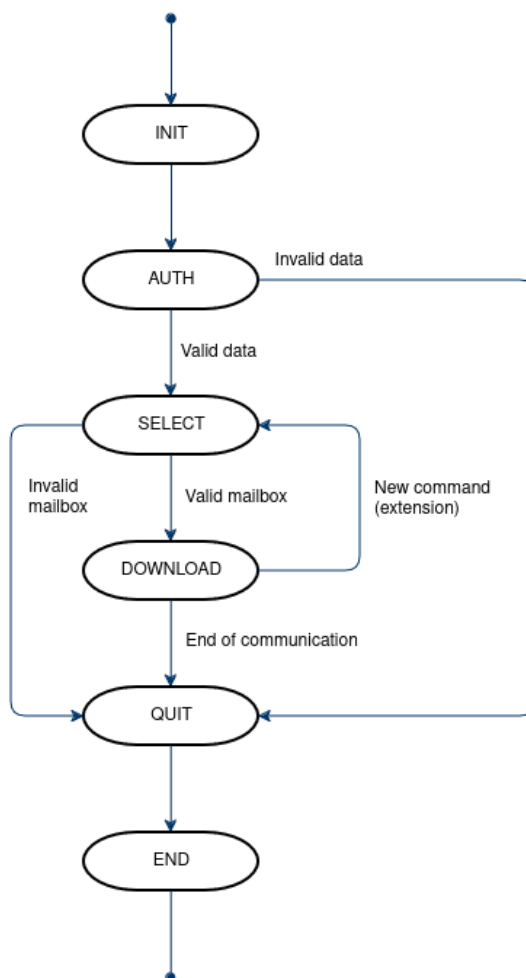 INIT
AUTH
Invalid data
Valid data
SELECT
Invalid
mailbox
Valid mailbox
New command
(extension)
DOWNLOAD
End of communication
QUIT
END